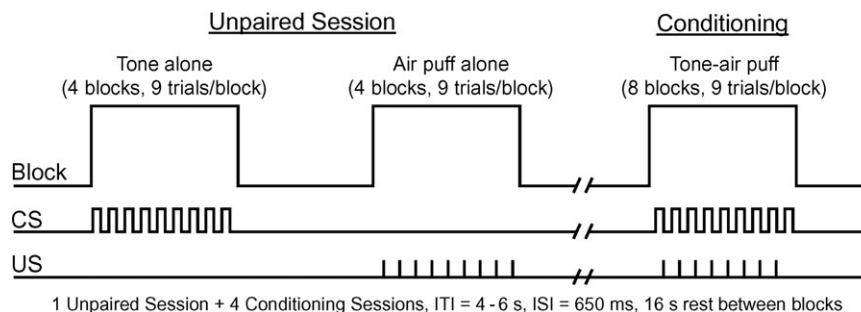 Unpaired Session
Conditioning
Tone alone
(4 blocks, 9 trials/block)
Air puff alone
(4 blocks, 9 trials/block)
Tone-air puff
(8 blocks, 9 trials/block)
Block
CS
US
1 Unpaired Session + 4 Conditioning Sessions, ITI = 4 - 6 s, ISI = 650 ms, 16 s rest between blocks